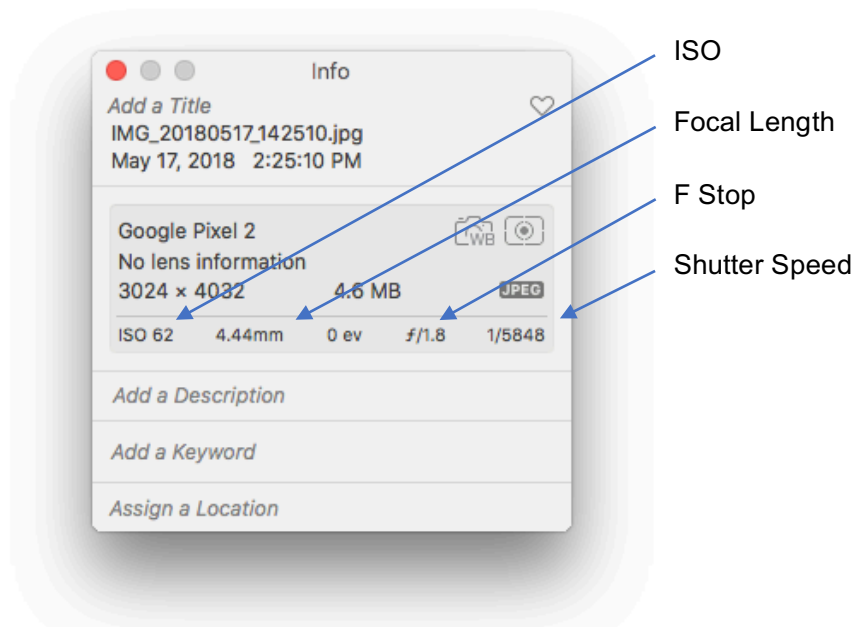 Info
Add a Title
IMG_20180517_142510.jpg
May 17, 2018 2:25:10 PM
Google Pixel 2
WB
No lens information
3024 × 4032 4.6 MB JPEG
ISO 62 4.44mm 0 ev ƒ/1.8 1/5848
Add a Description
Add a Keyword
Assign a Location
ISO
Focal Length
F Stop
Shutter Speed